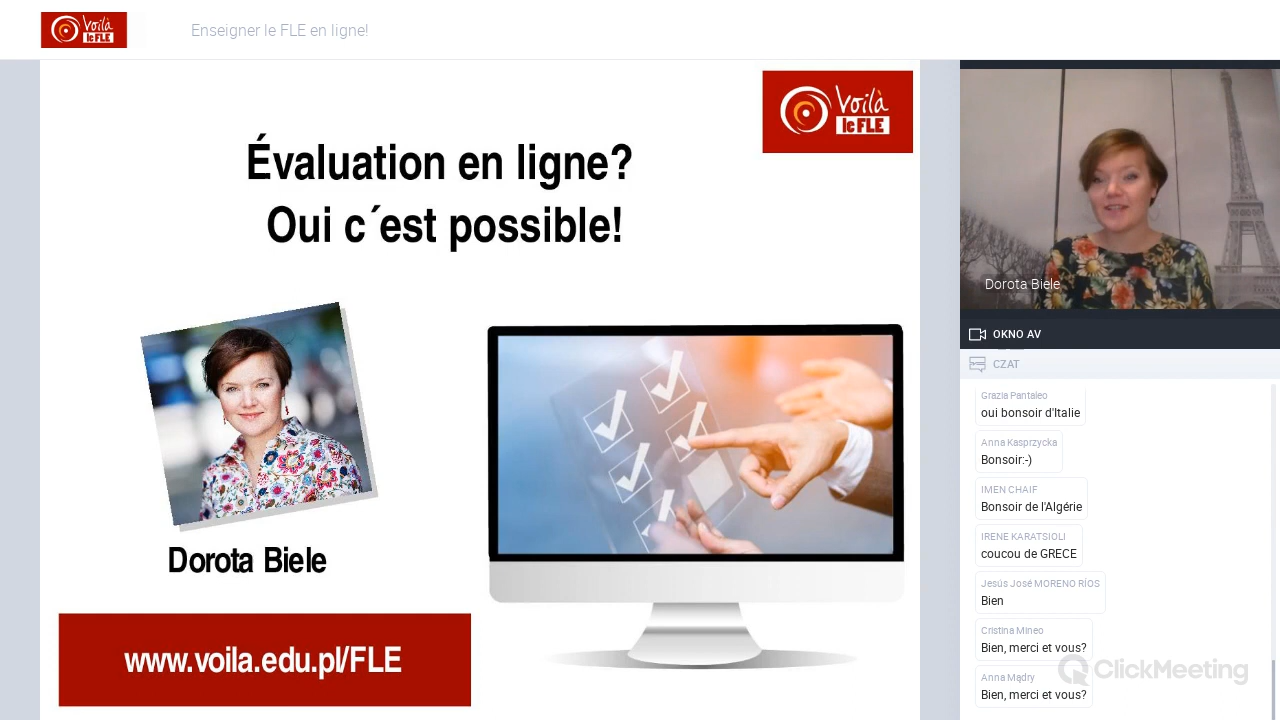 Voilà
le FLE
Enseigner le FLE en ligne!
Voilà
le FLE
Évaluation en ligne?
Oui c´est possible!
Dorota Biele
www.voila.edu.pl/FLE
Dorota Biele
OKNO AV
CZAT
Grazia Pantaleo
oui bonsoir d'Italie
Anna Kasprzycka
Bonsoir:-)
IMEN CHAIF
Bonsoir de l'Algérie
IRENE KARATSIOLI
coucou de GRECE
Jesús José MORENO RÍOS
Bien
Cristina Mineo
Bien, merci et vous?
Anna Mądry
Bien, merci et vous?
ClickMeeting